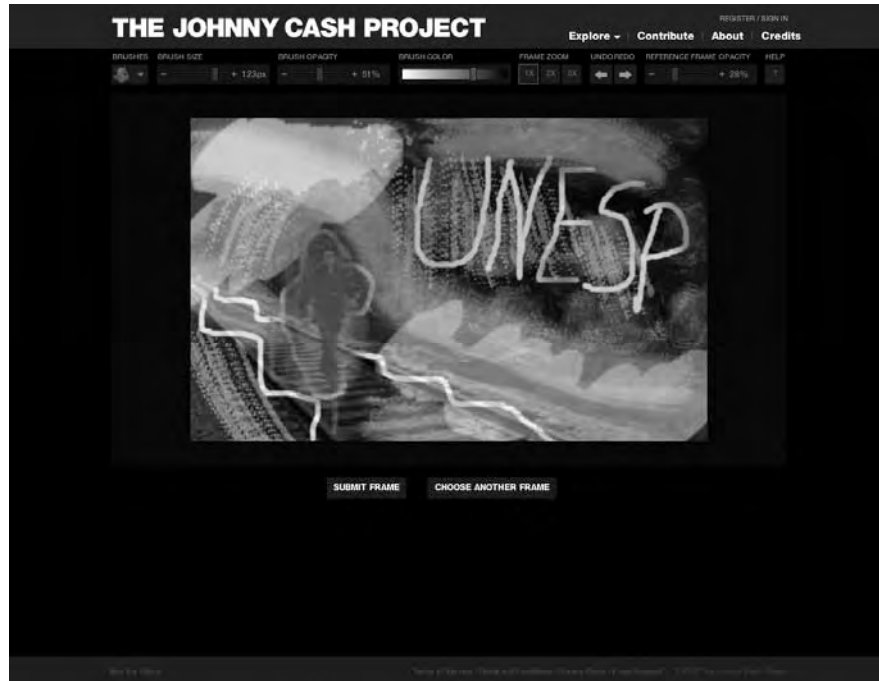 THE JOHNNY CASH PROJECT
REGISTER / SIGN IN
Explore Contribute About Credits
BRUSHES BRUSH SIZE BRUSH OPACITY BRUSH COLOR FRAME ZOOM UNDO/REDO REFERENCE FRAME OPACITY HELP
- + 123px - + 51% 1X 2X 3X - + 28% ?
UNESP
SUBMIT FRAME CHOOSE ANOTHER FRAME